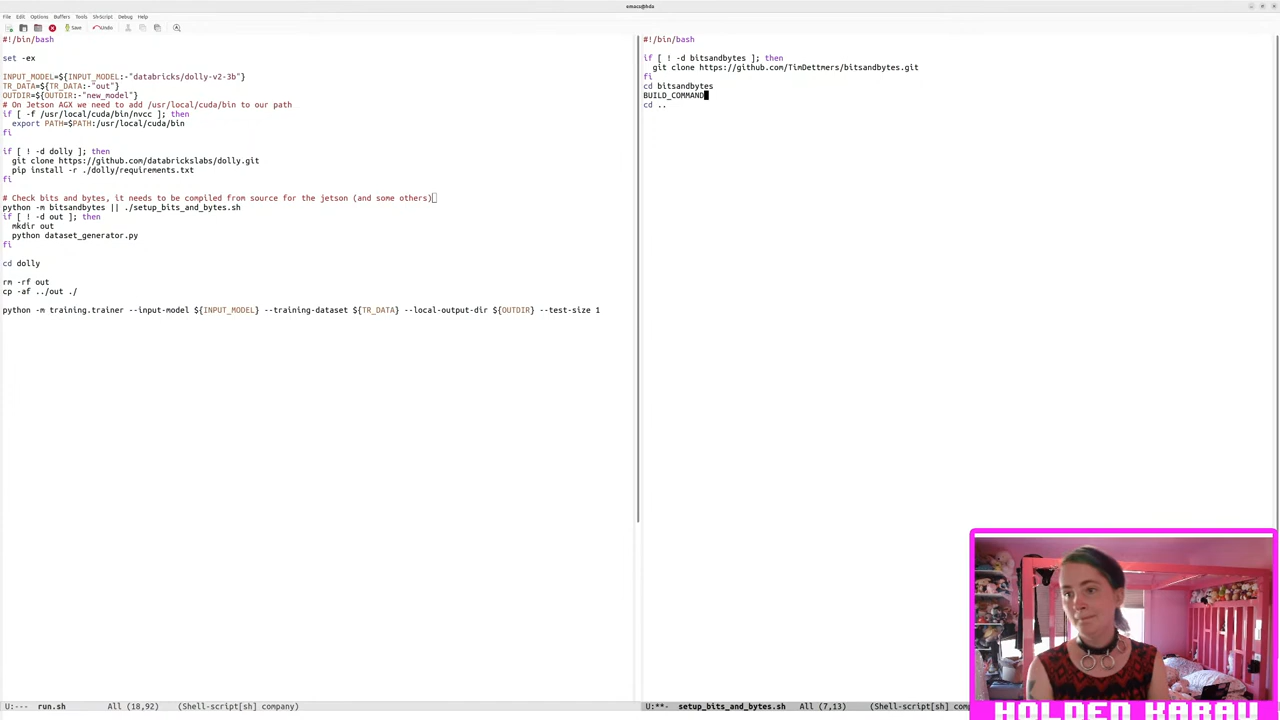 emacs@hda
File Edit Options Buffers Tools ShScript Debug Help
Save Undo
#!/bin/bash
set -ex
INPUT_MODEL=${INPUT_MODEL:-"databricks/dolly-v2-3b"}
TR_DATA=${TR_DATA:-"out"}
OUTDIR=${OUTDIR:-"new_model"}
# On Jetson AGX we need to add /usr/local/cuda/bin to our path
if [ -f /usr/local/cuda/bin/nvcc ]; then
export PATH=$PATH:/usr/local/cuda/bin
fi
if [ ! -d dolly ]; then
git clone https://github.com/databrickslabs/dolly.git
pip install -r ./dolly/requirements.txt
fi
# Check bits and bytes, it needs to be compiled from source for the jetson (and some others)
python -m bitsandbytes || ./setup_bits_and_bytes.sh
if [ ! -d out ]; then
mkdir out
python dataset_generator.py
fi
cd dolly
rm -rf out
cp -af ../out ./
python -m training.trainer --input-model ${INPUT_MODEL} --training-dataset ${TR_DATA} --local-output-dir ${OUTDIR} --test-size 1
U:--- run.sh All (18,92) (Shell-script[sh] company)
#!/bin/bash
if [ ! -d bitsandbytes ]; then
git clone https://github.com/TimDettmers/bitsandbytes.git
fi
cd bitsandbytes
BUILD_COMMAND
cd ..
U:**- setup_bits_and_bytes.sh All (7,13) (Shell-script[sh] comp
HOLDEN KARAU